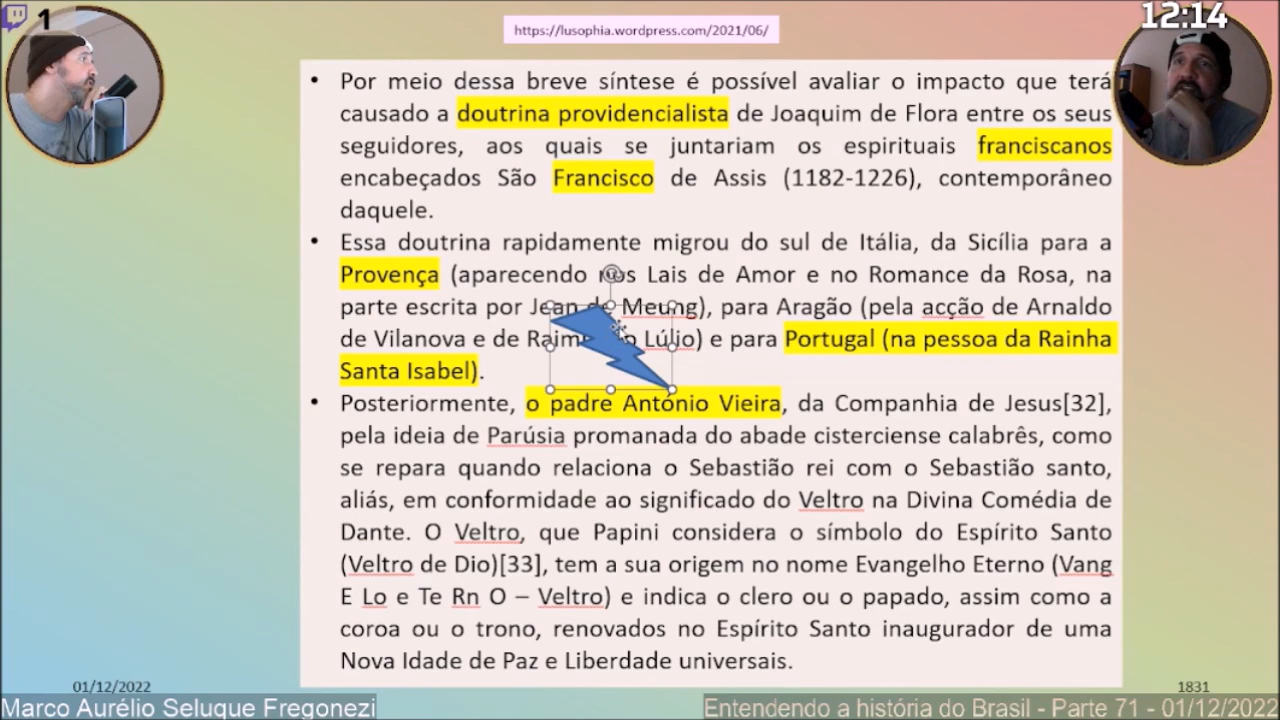 1
12:14
https://lusophia.wordpress.com/2021/06/
• Por meio dessa breve síntese é possível avaliar o impacto que terá
causado a doutrina providencialista de Joaquim de Flora entre os seus
seguidores, aos quais se juntariam os espirituais franciscanos
encabeçados São Francisco de Assis (1182-1226), contemporâneo
daquele.
• Essa doutrina rapidamente migrou do sul de Itália, da Sicília para a
Provença (aparecendo nos Lais de Amor e no Romance da Rosa, na
parte escrita por Jean de Meung), para Aragão (pela acção de Arnaldo
de Vilanova e de Lúlio) e para Portugal (na pessoa da Rainha
Santa Isabel).
• Posteriormente, o padre António Vieira, da Companhia de Jesus[32],
pela ideia de Parúsia promanada do abade cisterciense calabrês, como
se repara quando relaciona o Sebastião rei com o Sebastião santo,
aliás, em conformidade ao significado do Veltro na Divina Comédia de
Dante. O Veltro, que Papini considera o símbolo do Espírito Santo
(Veltro de Dio)[33], tem a sua origem no nome Evangelho Eterno (Vang
E Lo e Te Rn O – Veltro) e indica o clero ou o papado, assim como a
coroa ou o trono, renovados no Espírito Santo inaugurador de uma
Nova Idade de Paz e Liberdade universais.
01/12/2022
1831
Marco Aurélio Seluque Fregonezi
Entendendo a história do Brasil - Parte 71 - 01/12/2022